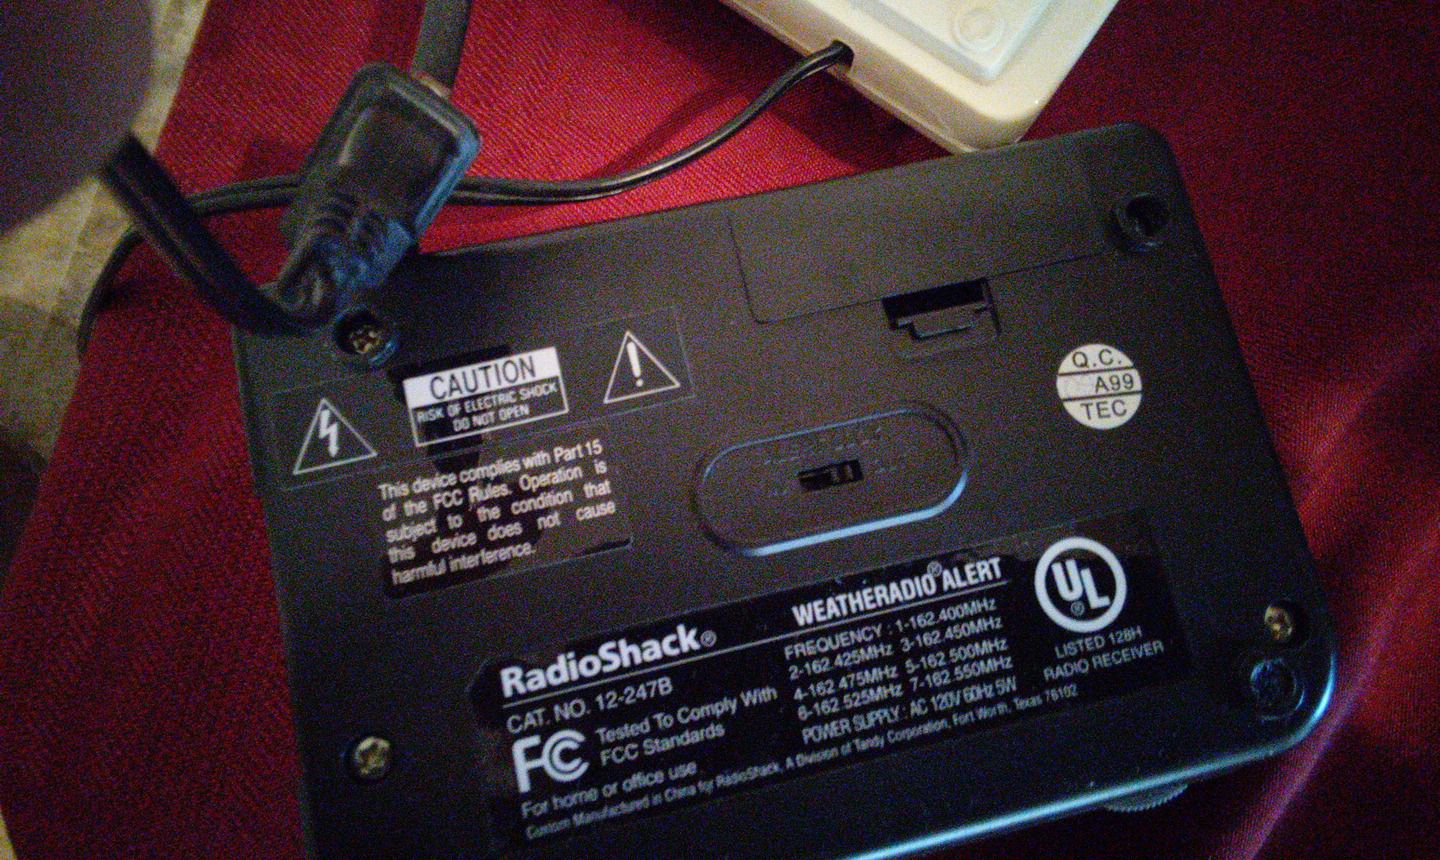 CAUTION
RISK OF ELECTRIC SHOCK
DO NOT OPEN
This device complies with Part 15
of the FCC Rules. Operation is
subject to the condition that
this device does not cause
harmful interference.
Q.C.
A99
TEC
RadioShack®
CAT. NO. 12-247B
FC Tested To Comply With
FCC Standards
For home or office use
WEATHERADIO® ALERT
FREQUENCY : 1-162.400MHz
2-162.425MHz 3-162.450MHz
4-162.475MHz 5-162.500MHz
6-162.525MHz 7-162.550MHz
POWER SUPPLY : AC 120V 60Hz 5W
Custom Manufactured in China for RadioShack, A Division of Tandy Corporation, Fort Worth, Texas 76102
UL®
LISTED 128H
RADIO RECEIVER